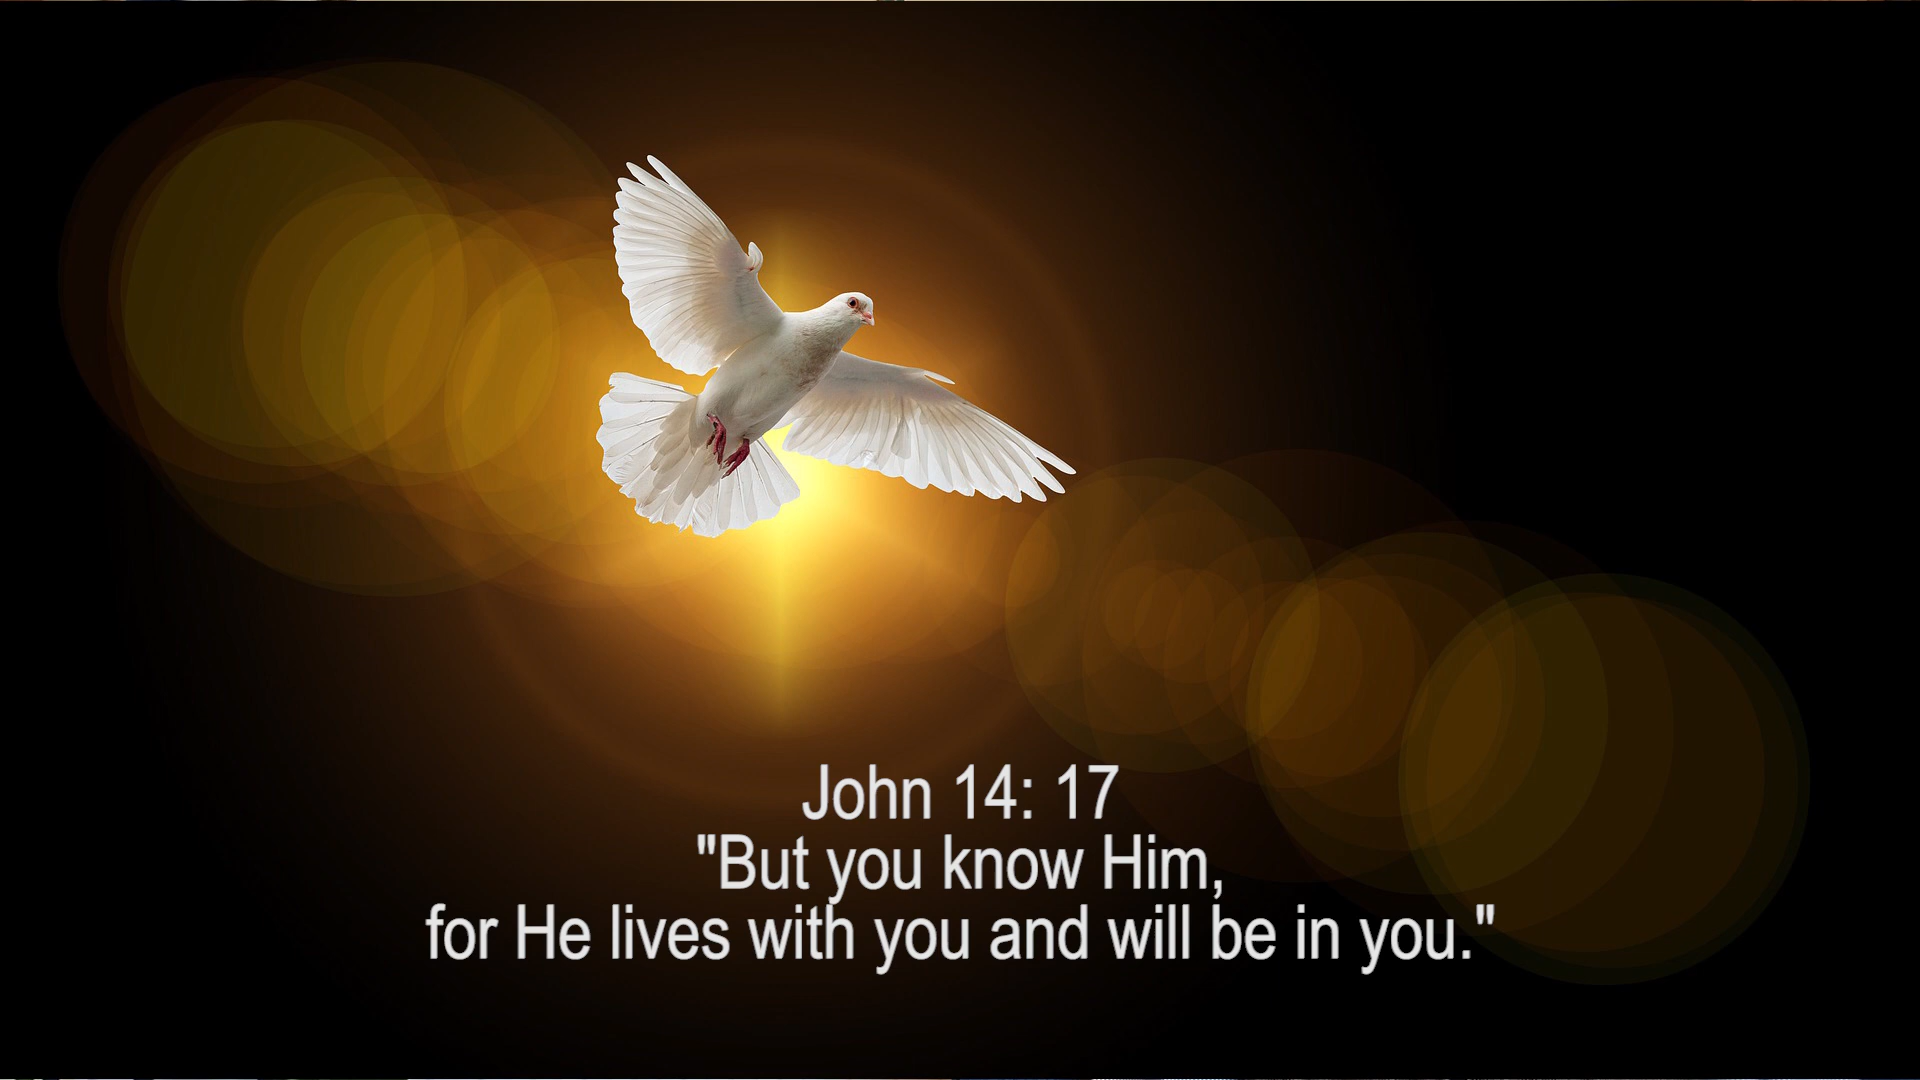 John 14: 17
"But you know Him,
for He lives with you and will be in you."